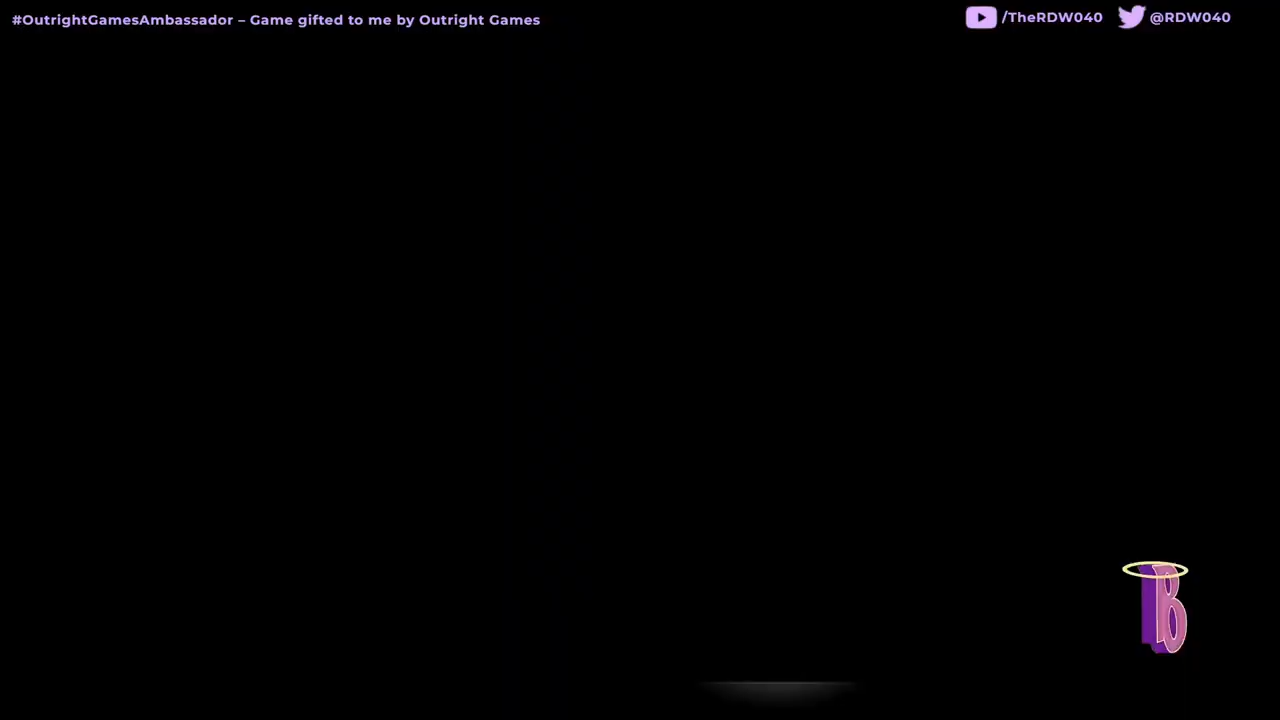 #OutrightGamesAmbassador – Game gifted to me by Outright Games
/TheRDW040 @RDW040
B